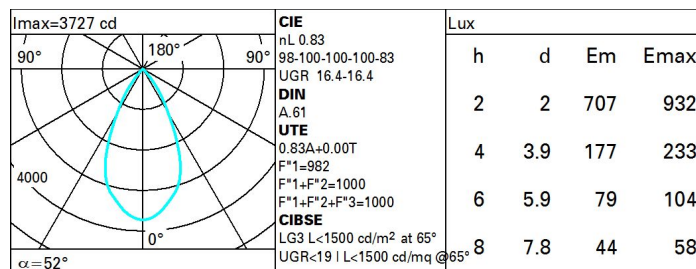 Imax=3727 cd
90°
180°
90°
4000
0°
α=52°
CIE
nL 0.83
98-100-100-100-83
UGR 16.4-16.4
DIN
A.61
UTE
0.83A+0.00T
F"1=982
F"1+F"2=1000
F"1+F"2+F"3=1000
CIBSE
LG3 L<1500 cd/m² at 65°
UGR<19 | L<1500 cd/mq @65°
Lux
h d Em Emax
2 2 707 932
4 3.9 177 233
6 5.9 79 104
8 7.8 44 58